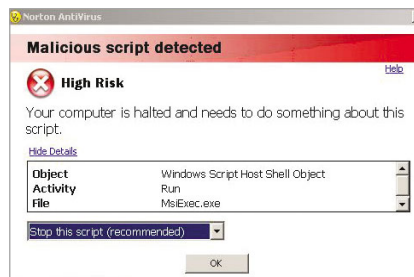 Norton AntiVirus
Malicious script detected
Help
High Risk
Your computer is halted and needs to do something about this
script.
Hide Details
Object Windows Script Host Shell Object
Activity Run
File MsiExec.exe
Stop this script (recommended)
OK